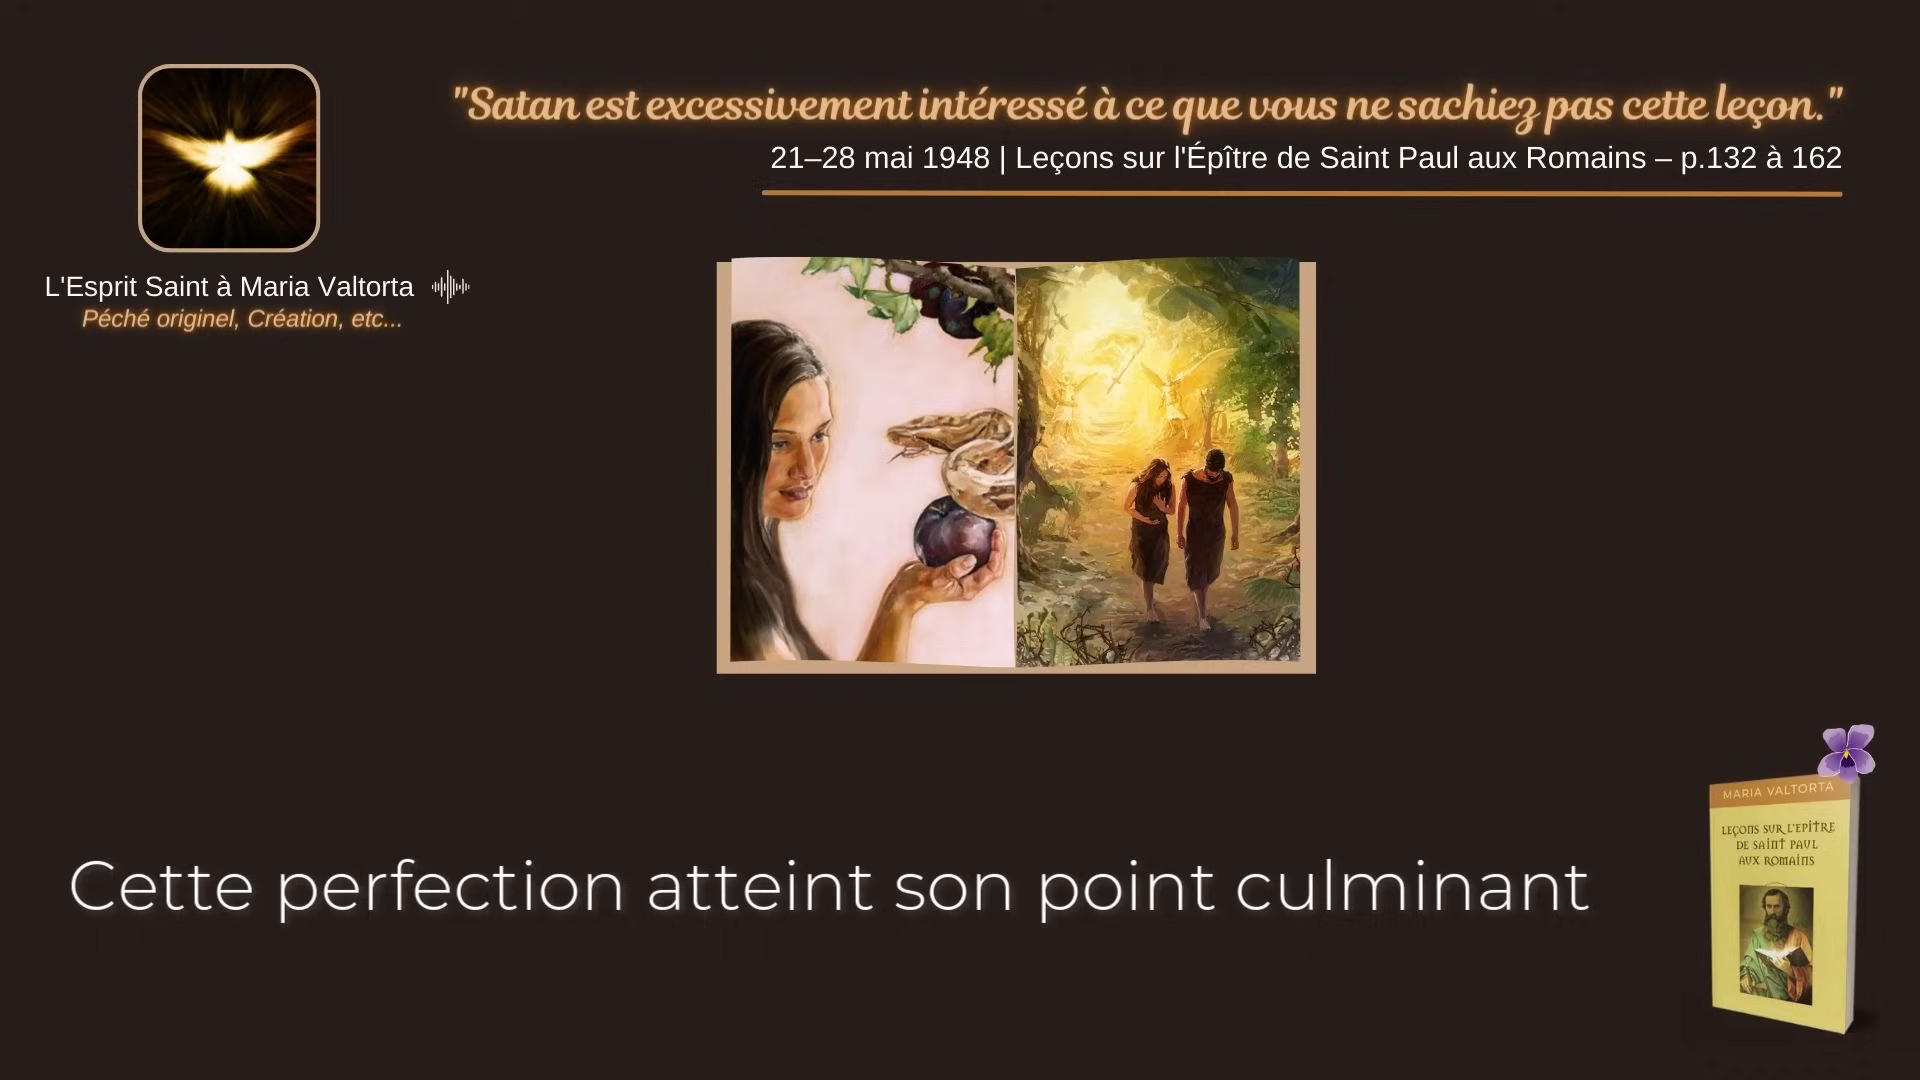 "Satan est excessivement intéressé à ce que vous ne sachiez pas cette leçon."
21–28 mai 1948 | Leçons sur l'Épître de Saint Paul aux Romains – p.132 à 162
L'Esprit Saint à Maria Valtorta
Péché originel, Création, etc...
Cette perfection atteint son point culminant
MARIA VALTORTA
LEÇONS SUR L'EPÎTRE
DE SAINT PAUL
AUX ROMAINS